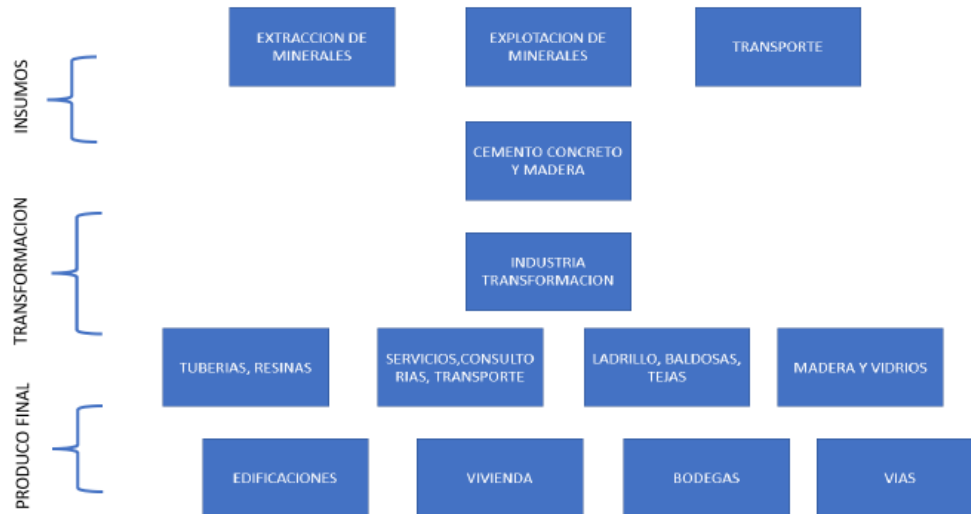 EXTRACCION DE
MINERALES
EXPLOTACION DE
MINERALES
TRANSPORTE
INSUMOS
CEMENTO CONCRETO
Y MADERA
TRANSFORMACION
INDUSTRIA
TRANSFORMACION
TUBERIAS, RESINAS
SERVICIOS,CONSULTO
RIAS, TRANSPORTE
LADRILLO, BALDOSAS,
TEJAS
MADERA Y VIDRIOS
PRODUCO FINAL
EDIFICACIONES
VIVIENDA
BODEGAS
VIAS